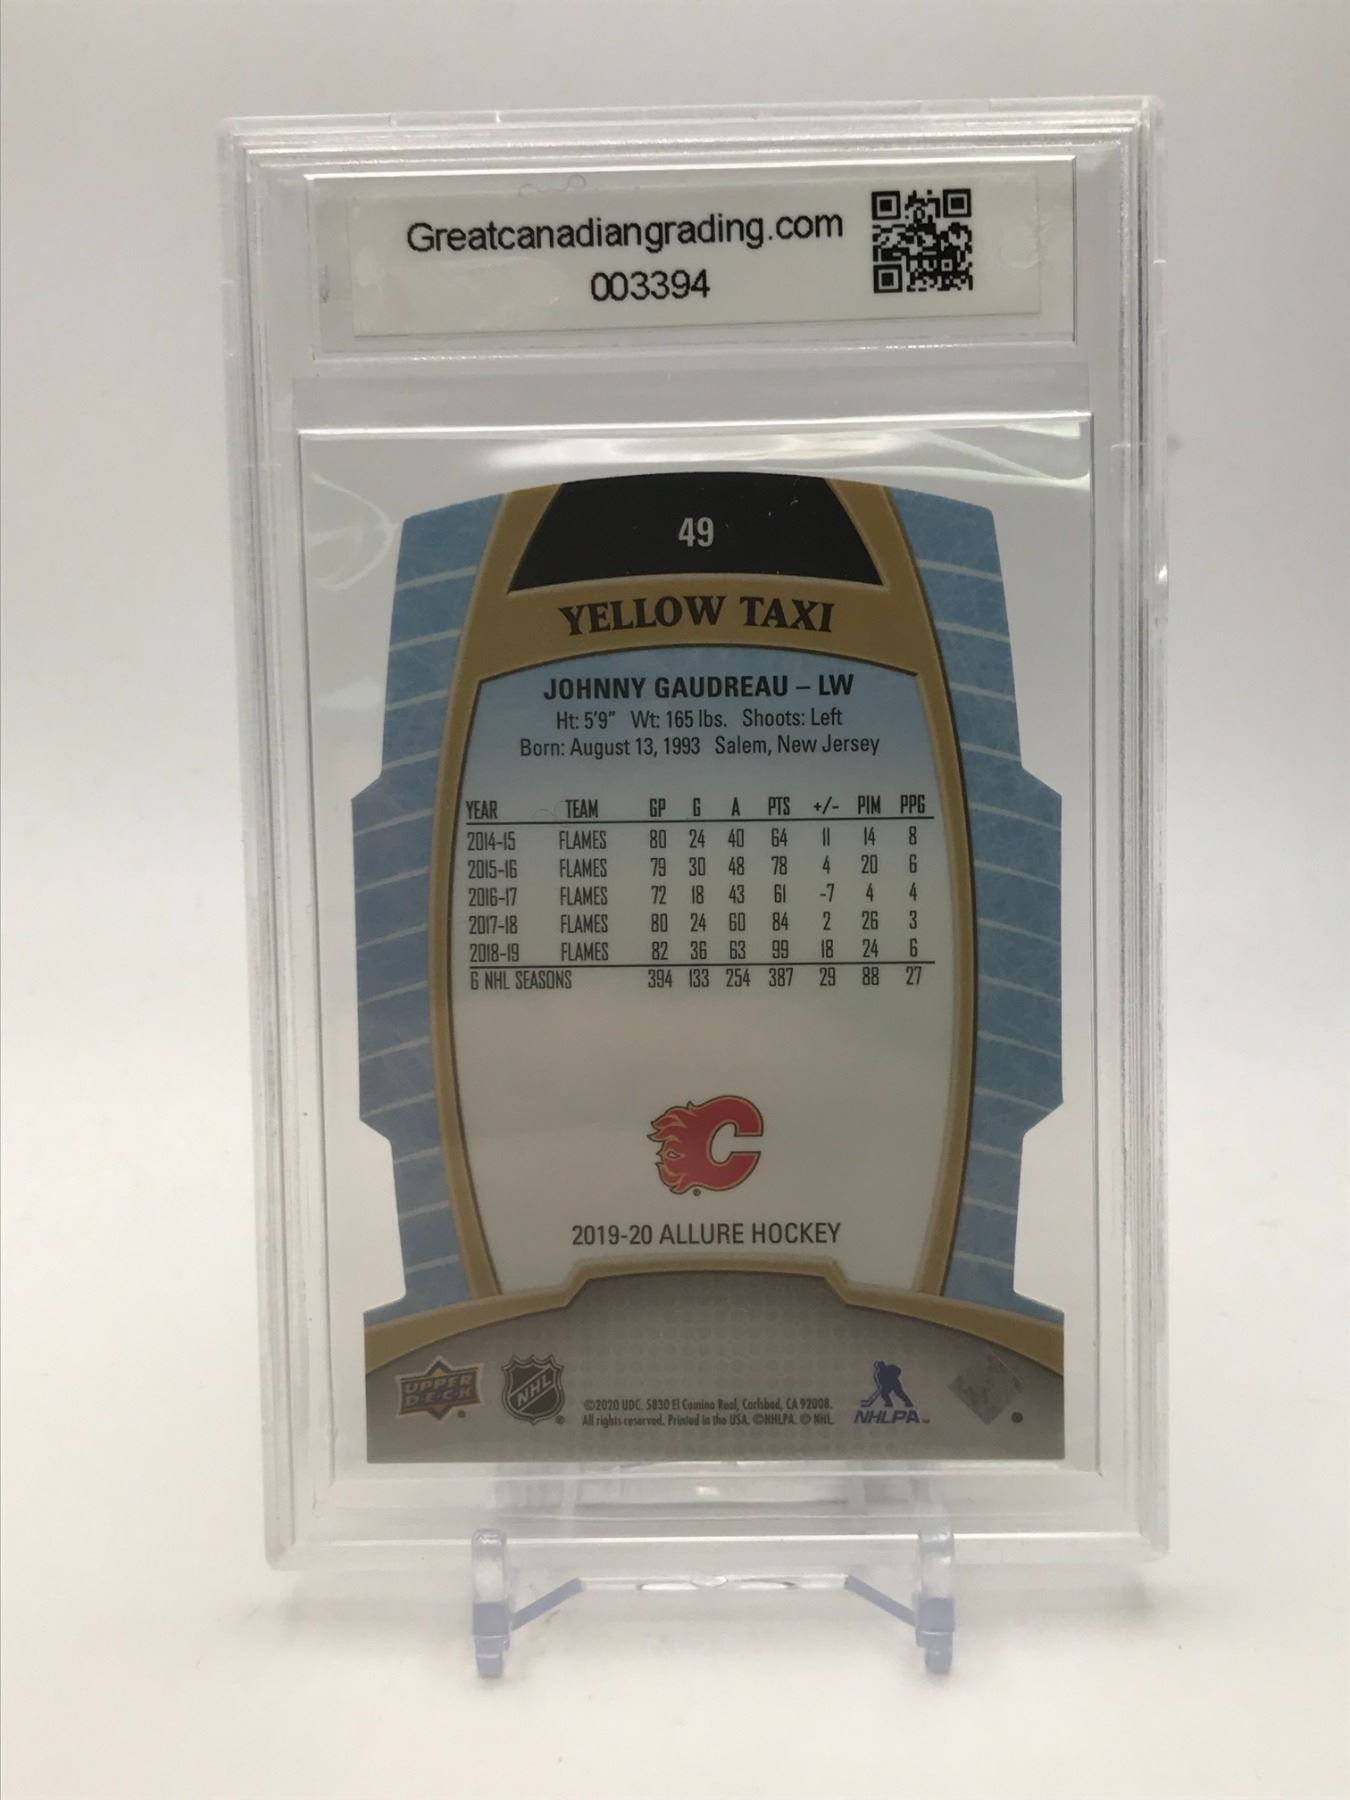 Greatcanadiangrading.com
003394
49
YELLOW TAXI
JOHNNY GAUDREAU – LW
Ht: 5'9" Wt: 165 lbs. Shoots: Left
Born: August 13, 1993 Salem, New Jersey
YEAR TEAM GP G A PTS +/- PIM PPG
2014-15 FLAMES 80 24 40 64 11 14 8
2015-16 FLAMES 79 30 48 78 4 20 6
2016-17 FLAMES 72 18 43 61 -7 4 4
2017-18 FLAMES 80 24 60 84 2 26 3
2018-19 FLAMES 82 36 63 99 18 24 6
6 NHL SEASONS 394 133 254 387 29 88 27
C
®
2019-20 ALLURE HOCKEY
UPPER
D·E·C·K
®
NHL
®
©2020 UDC. 5830 El Camino Real, Carlsbad, CA 92008.
All rights reserved. Printed in the USA. ©NHLPA. © NHL.
NHLPA™